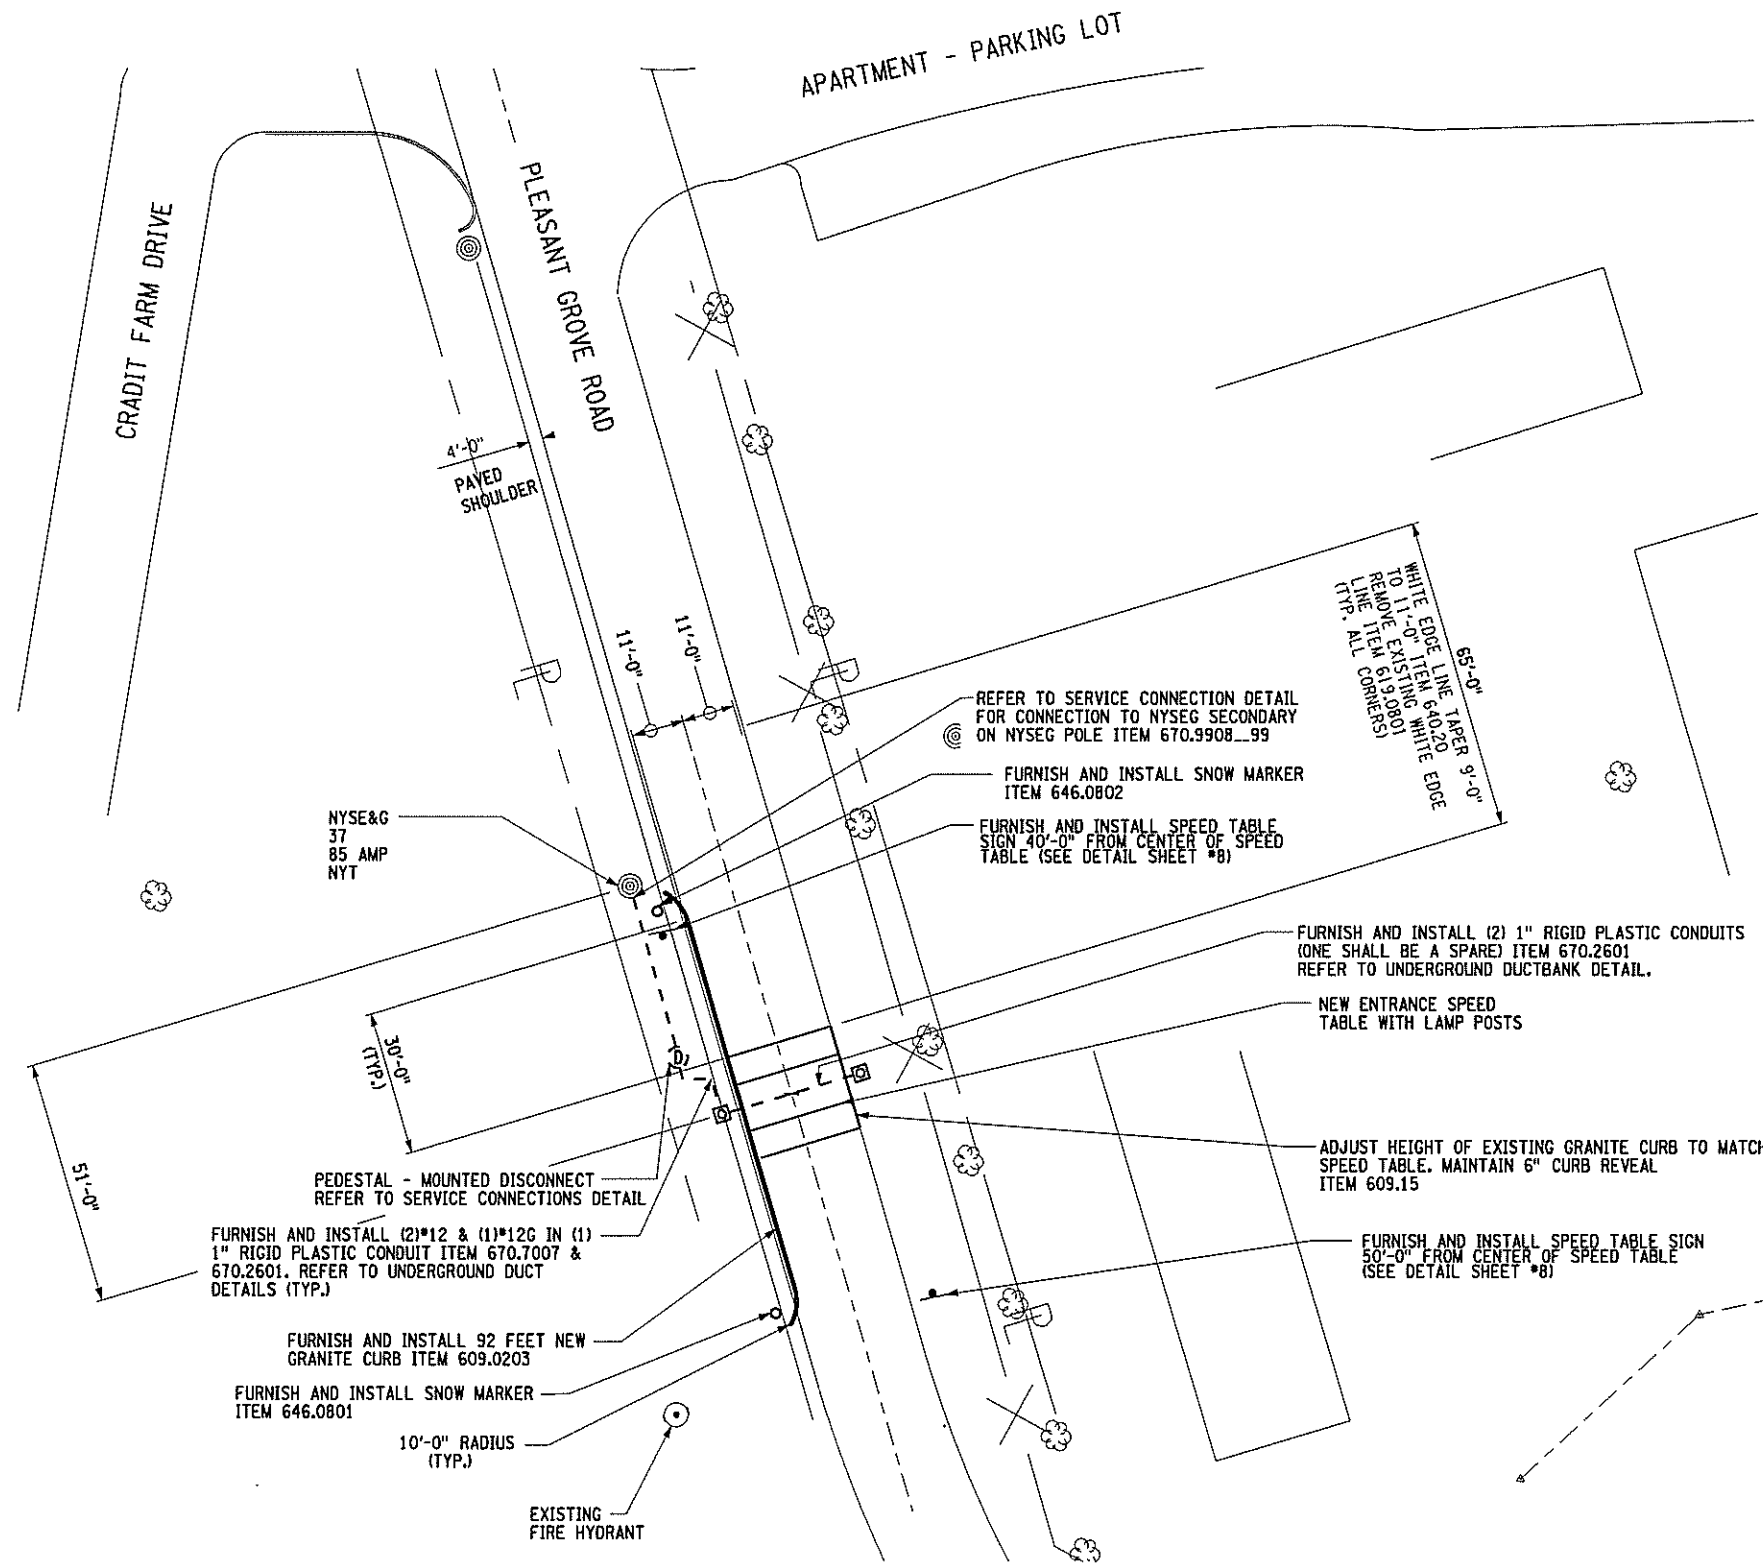 APARTMENT - PARKING LOT
CRADIT FARM DRIVE
PLEASANT GROVE ROAD
4'-0"
PAVED
SHOULDER
11'-0"
11'-0"
65'-0"
WHITE EDGE LINE TAPER 9'-0"
TO 11'-0" ITEM 640.20
REMOVE EXISTING WHITE EDGE
LINE ITEM 619.0801
(TYP. ALL CORNERS)
REFER TO SERVICE CONNECTION DETAIL
FOR CONNECTION TO NYSEG SECONDARY
ON NYSEG POLE ITEM 670.9908__99
FURNISH AND INSTALL SNOW MARKER
ITEM 646.0802
FURNISH AND INSTALL SPEED TABLE
SIGN 40'-0" FROM CENTER OF SPEED
TABLE (SEE DETAIL SHEET #8)
NYSE&G
37
85 AMP
NYT
FURNISH AND INSTALL (2) 1" RIGID PLASTIC CONDUITS
(ONE SHALL BE A SPARE) ITEM 670.2601
REFER TO UNDERGROUND DUCTBANK DETAIL.
NEW ENTRANCE SPEED
TABLE WITH LAMP POSTS
30'-0"
(TYP.)
51'-0"
D
PEDESTAL - MOUNTED DISCONNECT
REFER TO SERVICE CONNECTIONS DETAIL
ADJUST HEIGHT OF EXISTING GRANITE CURB TO MATCH
SPEED TABLE. MAINTAIN 6" CURB REVEAL
ITEM 609.15
FURNISH AND INSTALL (2)#12 & (1)#12G IN (1)
1" RIGID PLASTIC CONDUIT ITEM 670.7007 &
670.2601. REFER TO UNDERGROUND DUCT
DETAILS (TYP.)
FURNISH AND INSTALL SPEED TABLE SIGN
50'-0" FROM CENTER OF SPEED TABLE
(SEE DETAIL SHEET #8)
FURNISH AND INSTALL 92 FEET NEW
GRANITE CURB ITEM 609.0203
FURNISH AND INSTALL SNOW MARKER
ITEM 646.0801
10'-0" RADIUS
(TYP.)
EXISTING
FIRE HYDRANT